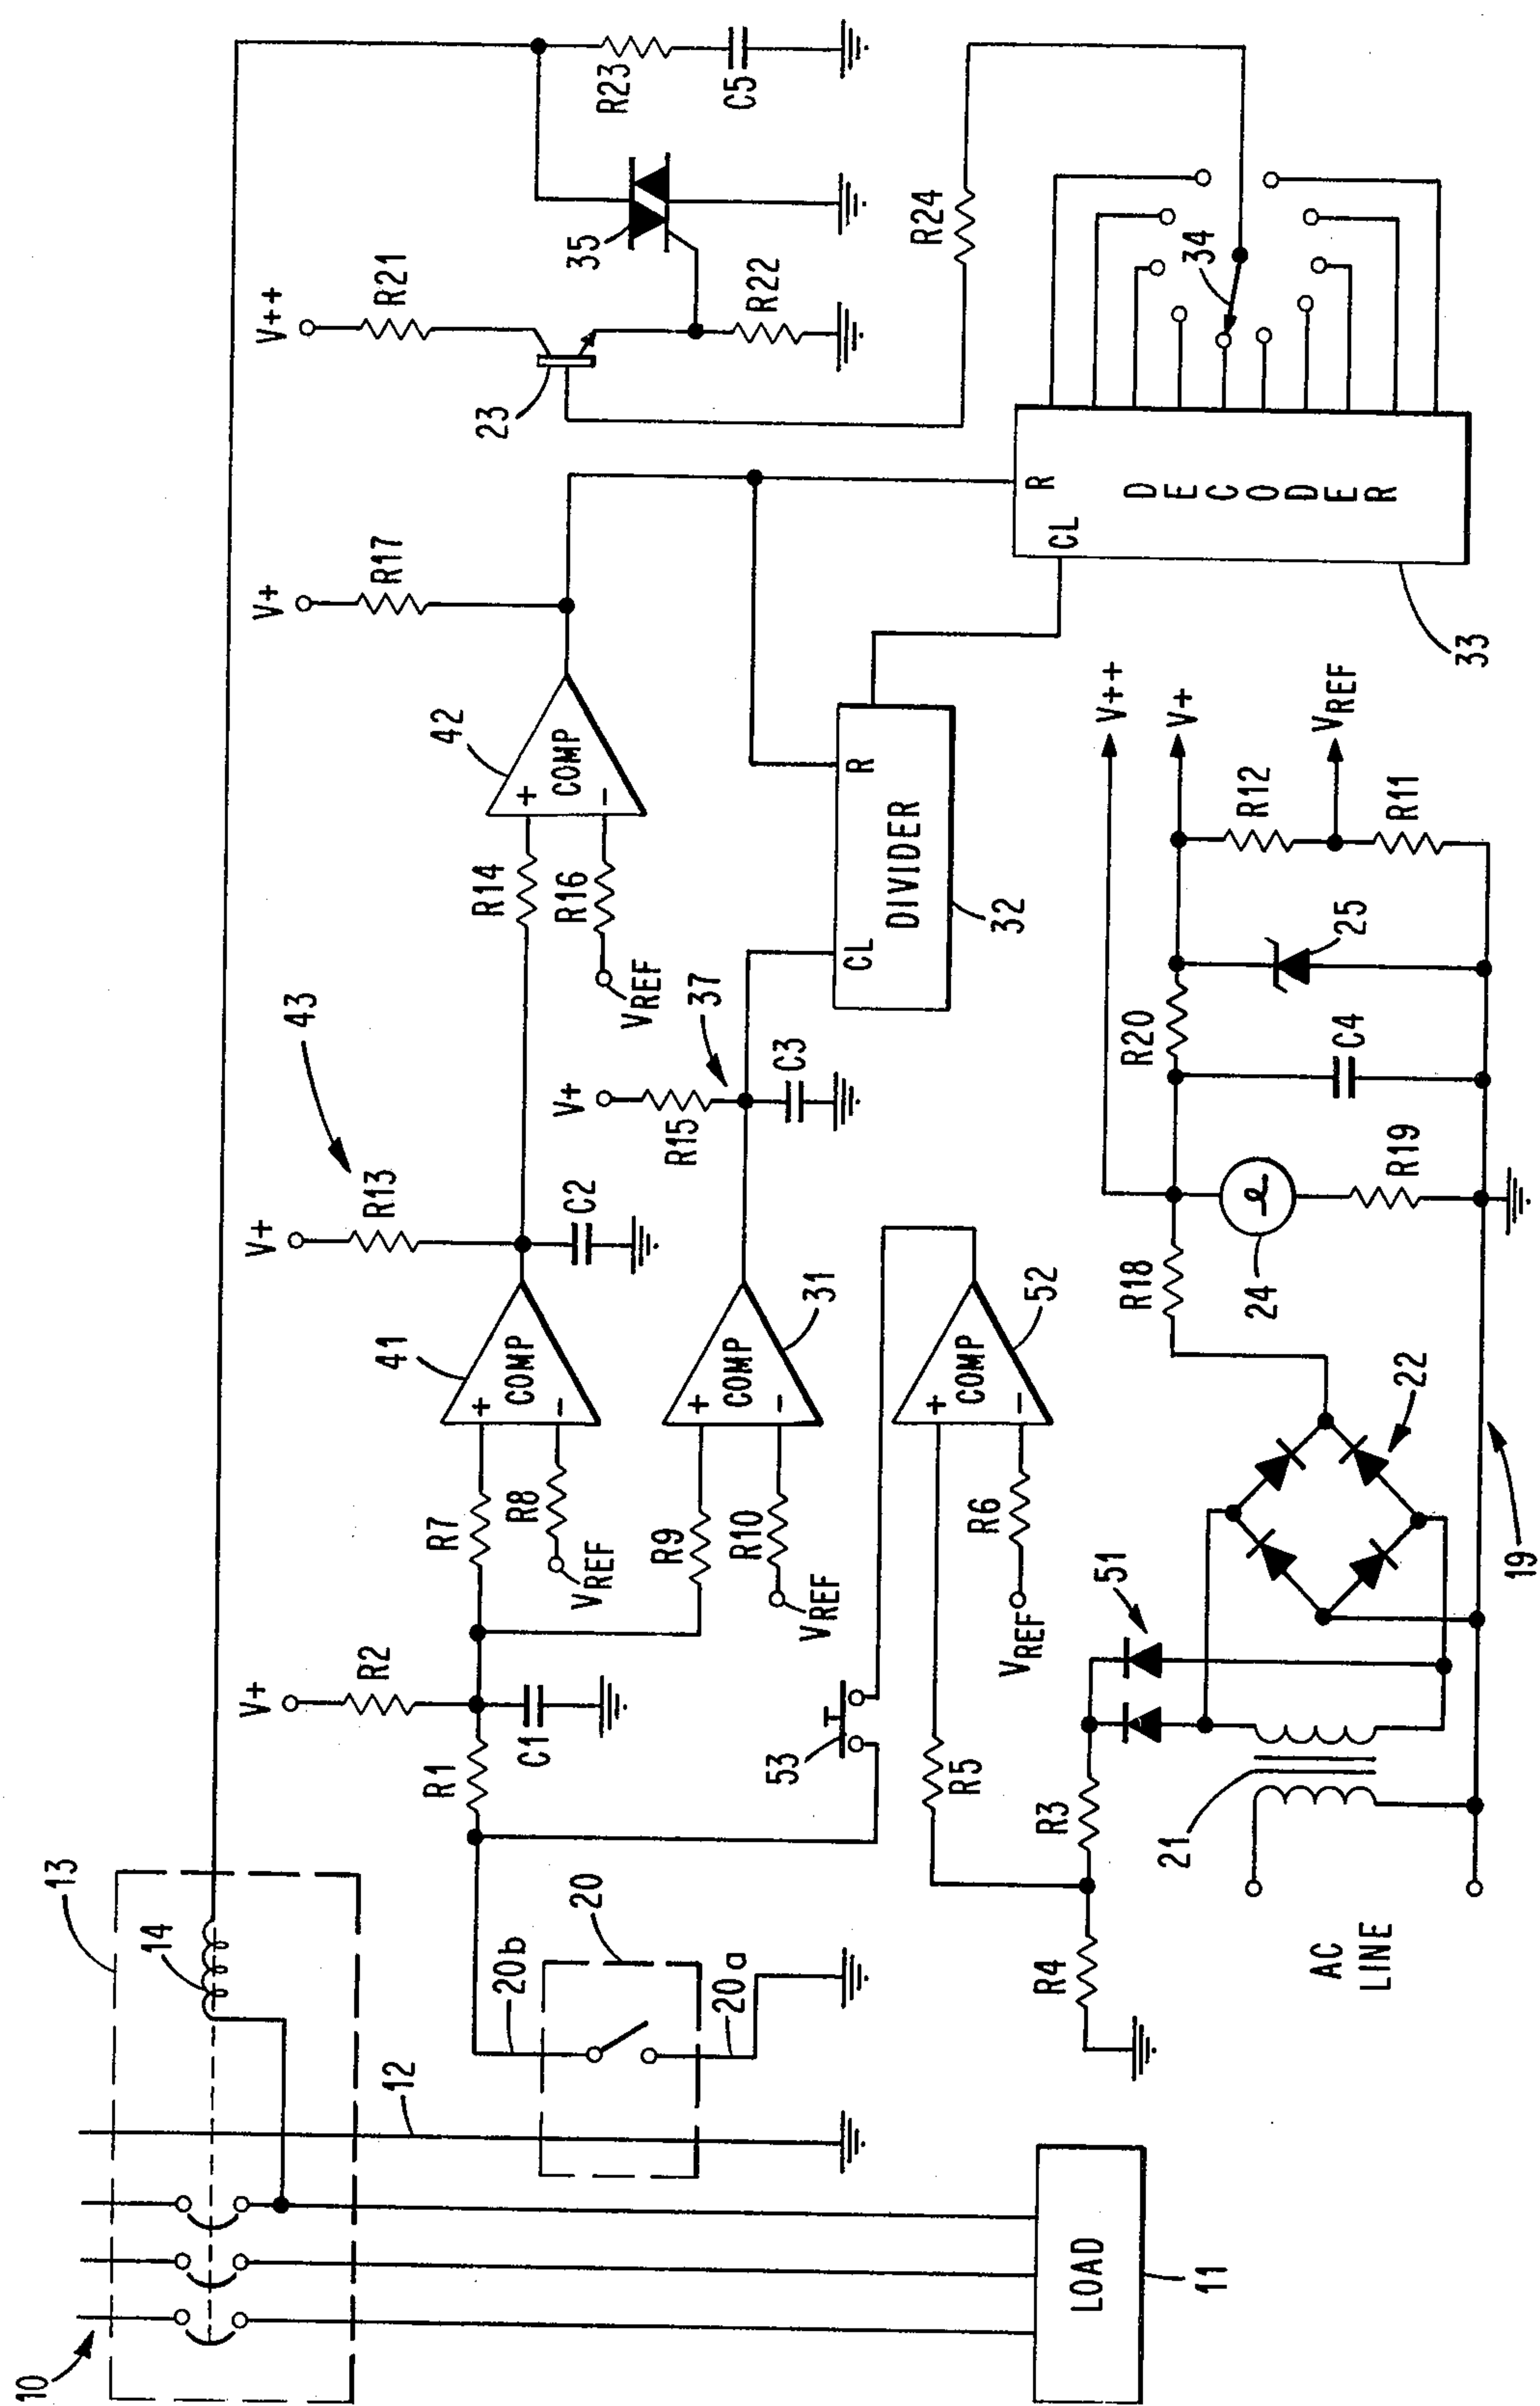 10
13
14
12
LOAD
11
20
20b
20a
R1
V+
R2
C1
53
R7
R8
VREF
R9
R10
VREF
41
+
COMP
−
+
COMP
−
31
V+
R13
43
C2
V+
R15
37
C3
R14
R16
VREF
42
+
COMP
−
V+
R17
CL
DIVIDER
R
32
R
CL
DECODER
33
34
R24
23
V++
R21
R22
35
R23
C5
R4
R3
R5
R6
VREF
+
COMP
−
52
AC
LINE
21
51
22
19
R18
24
R19
R20
C4
25
R12
R11
V++
V+
VREF